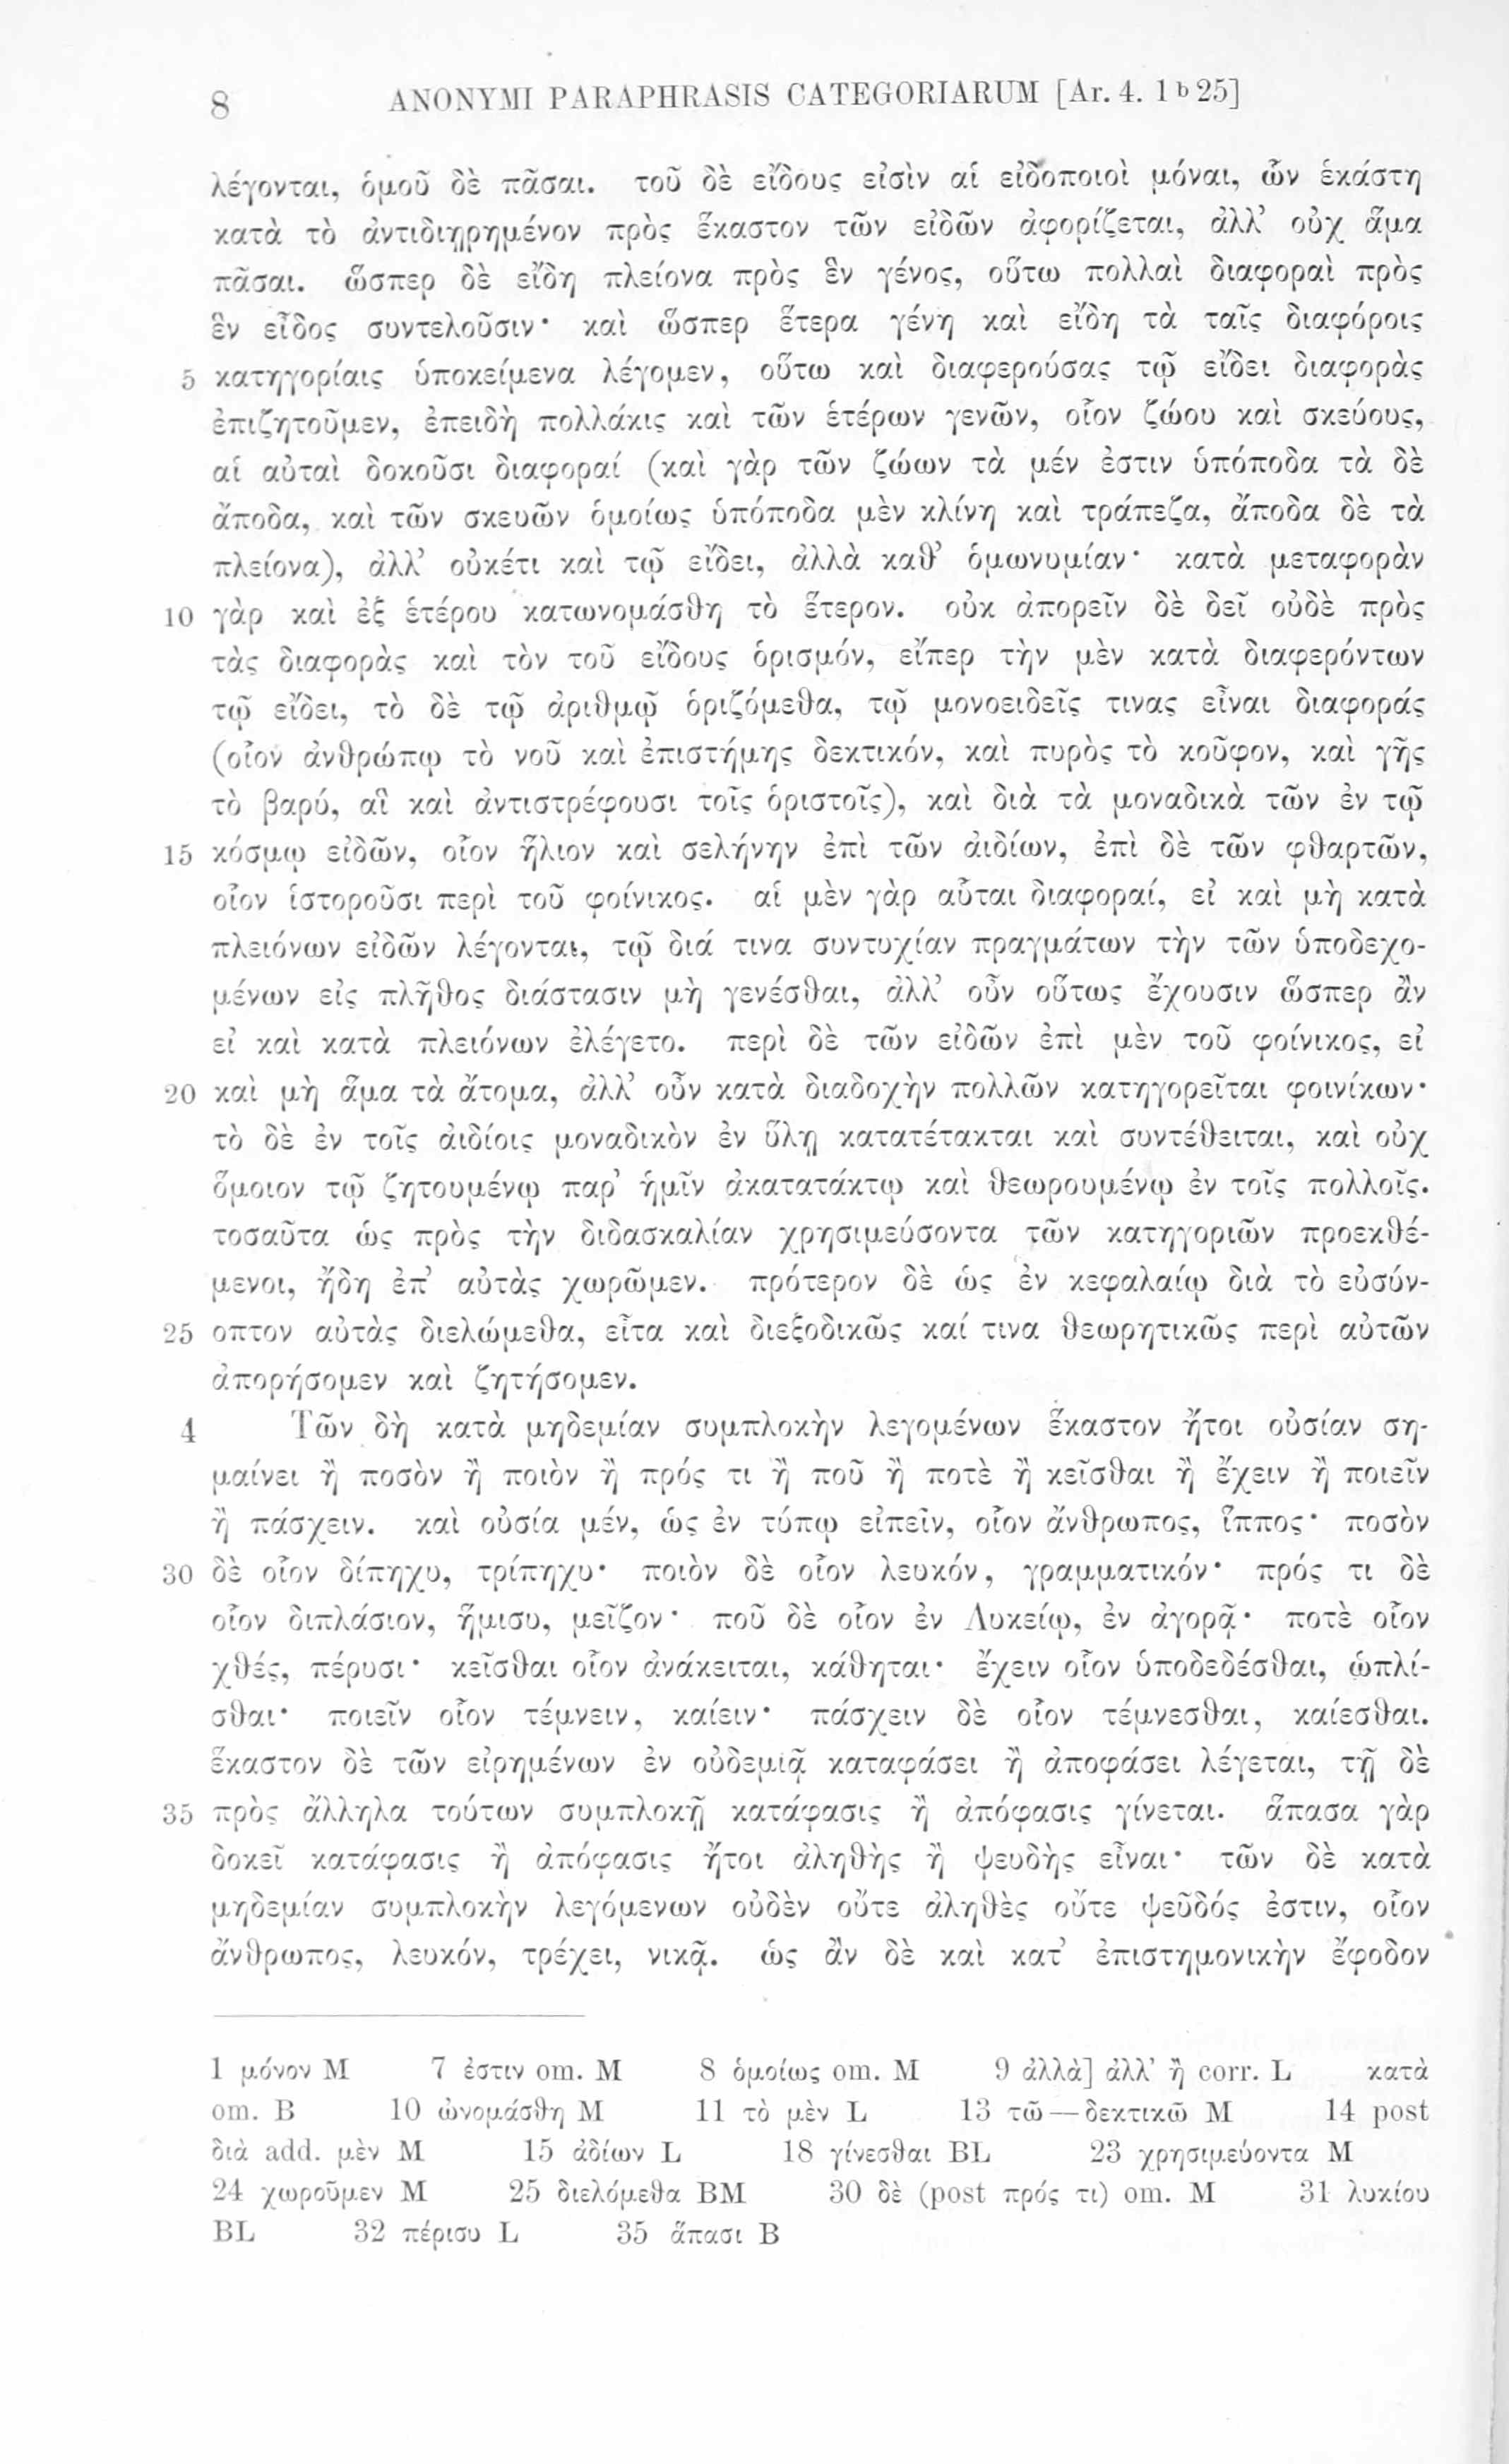 8 ANONYMI PARAPHRASIS CATEGORIARUM [Ar. 4. 1 b 25]
λέγονται, ὁμοῦ δὲ πᾶσαι. τοῦ δὲ εἴδους εἰσὶν αἱ εἰδοποιοὶ μόναι, ὧν ἑκάστη
κατὰ τὸ ἀντιδιῃρημένον πρὸς ἕκαστον τῶν εἰδῶν ἀφορίζεται, ἀλλ’ οὐχ ἅμα
πᾶσαι. ὥσπερ δὲ εἴδη πλείονα πρὸς ἓν γένος, οὕτω πολλαὶ διαφοραὶ πρὸς
ἓν εἶδος συντελοῦσιν· καὶ ὥσπερ ἕτερα γένη καὶ εἴδη τὰ ταῖς διαφόροις
5 κατηγορίαις ὑποκείμενα λέγομεν, οὕτω καὶ διαφερούσας τῷ εἴδει διαφορὰς
ἐπιζητοῦμεν, ἐπειδὴ πολλάκις καὶ τῶν ἑτέρων γενῶν, οἷον ζώου καὶ σκεύους,
αἱ αὐταὶ δοκοῦσι διαφοραί (καὶ γὰρ τῶν ζώων τὰ μέν ἐστιν ὑπόποδα τὰ δὲ
ἄποδα, καὶ τῶν σκευῶν ὁμοίως ὑπόποδα μὲν κλίνη καὶ τράπεζα, ἄποδα δὲ τὰ
πλείονα), ἀλλ’ οὐκέτι καὶ τῷ εἴδει, ἀλλὰ καθ’ ὁμωνυμίαν· κατὰ μεταφορὰν
10 γὰρ καὶ ἐξ ἑτέρου κατωνομάσθη τὸ ἕτερον. οὐκ ἀπορεῖν δὲ δεῖ οὐδὲ πρὸς
τὰς διαφορὰς καὶ τὸν τοῦ εἴδους ὁρισμόν, εἴπερ τὴν μὲν κατὰ διαφερόντων
τῷ εἴδει, τὸ δὲ τῷ ἀριθμῷ ὁριζόμεθα, τῷ μονοειδεῖς τινας εἶναι διαφοράς
(οἷον ἀνθρώπῳ τὸ νοῦ καὶ ἐπιστήμης δεκτικόν, καὶ πυρὸς τὸ κοῦφον, καὶ γῆς
τὸ βαρύ, αἳ καὶ ἀντιστρέφουσι τοῖς ὁριστοῖς), καὶ διὰ τὰ μοναδικὰ τῶν ἐν τῷ
15 κόσμῳ εἰδῶν, οἷον ἥλιον καὶ σελήνην ἐπὶ τῶν ἀιδίων, ἐπὶ δὲ τῶν φθαρτῶν,
οἷον ἱστοροῦσι περὶ τοῦ φοίνικος. αἱ μὲν γὰρ αὗται διαφοραί, εἰ καὶ μὴ κατὰ
πλειόνων εἰδῶν λέγονται, τῷ διά τινα συντυχίαν πραγμάτων τὴν τῶν ὑποδεχο-
μένων εἰς πλῆθος διάστασιν μὴ γενέσθαι, ἀλλ’ οὖν οὕτως ἔχουσιν ὥσπερ ἂν
εἰ καὶ κατὰ πλειόνων ἐλέγετο. περὶ δὲ τῶν εἰδῶν ἐπὶ μὲν τοῦ φοίνικος, εἰ
20 καὶ μὴ ἅμα τὰ ἄτομα, ἀλλ’ οὖν κατὰ διαδοχὴν πολλῶν κατηγορεῖται φοινίκων·
τὸ δὲ ἐν τοῖς ἀιδίοις μοναδικὸν ἐν ὕλῃ κατατέτακται καὶ συντέθειται, καὶ οὐχ
ὅμοιον τῷ ζητουμένῳ παρ’ ἡμῖν ἀκατατάκτῳ καὶ θεωρουμένῳ ἐν τοῖς πολλοῖς.
τοσαῦτα ὡς πρὸς τὴν διδασκαλίαν χρησιμεύσοντα τῶν κατηγοριῶν προεκθέ-
μενοι, ἤδη ἐπ’ αὐτὰς χωρῶμεν. πρότερον δὲ ὡς ἐν κεφαλαίῳ διὰ τὸ εὐσύν-
25 οπτον αὐτὰς διελώμεθα, εἶτα καὶ διεξοδικῶς καί τινα θεωρητικῶς περὶ αὐτῶν
ἀπορήσομεν καὶ ζητήσομεν.
4 Τῶν δὴ κατὰ μηδεμίαν συμπλοκὴν λεγομένων ἕκαστον ἤτοι οὐσίαν ση-
μαίνει ἢ ποσὸν ἢ ποιὸν ἢ πρός τι ἢ ποῦ ἢ ποτὲ ἢ κεῖσθαι ἢ ἔχειν ἢ ποιεῖν
ἢ πάσχειν. καὶ οὐσία μέν, ὡς ἐν τύπῳ εἰπεῖν, οἷον ἄνθρωπος, ἵππος· ποσὸν
30 δὲ οἷον δίπηχυ, τρίπηχυ· ποιὸν δὲ οἷον λευκόν, γραμματικόν· πρός τι δὲ
οἷον διπλάσιον, ἥμισυ, μεῖζον· ποῦ δὲ οἷον ἐν Λυκείῳ, ἐν ἀγορᾷ· ποτὲ οἷον
χθές, πέρυσι· κεῖσθαι οἷον ἀνάκειται, κάθηται· ἔχειν οἷον ὑποδεδέσθαι, ὡπλί-
σθαι· ποιεῖν οἷον τέμνειν, καίειν· πάσχειν δὲ οἷον τέμνεσθαι, καίεσθαι.
ἕκαστον δὲ τῶν εἰρημένων ἐν οὐδεμιᾷ καταφάσει ἢ ἀποφάσει λέγεται, τῇ δὲ
35 πρὸς ἄλληλα τούτων συμπλοκῇ κατάφασις ἢ ἀπόφασις γίνεται. ἅπασα γὰρ
δοκεῖ κατάφασις ἢ ἀπόφασις ἤτοι ἀληθὴς ἢ ψευδὴς εἶναι· τῶν δὲ κατὰ
μηδεμίαν συμπλοκὴν λεγόμενων οὐδὲν οὔτε ἀληθὲς οὔτε ψεῦδός ἐστιν, οἷον
ἄνθρωπος, λευκόν, τρέχει, νικᾷ. ὡς ἂν δὲ καὶ κατ’ ἐπιστημονικὴν ἔφοδον
1 μόνον M 7 ἐστιν om. M 8 ὁμοίως om. M 9 ἀλλὰ] ἀλλ’ ἢ corr. L κατὰ
om. B 10 ὠνομάσθη M 11 τὸ μὲν L 13 τῶ — δεκτικῶ M 14 post
διὰ add. μὲν M 15 ἀδίων L 18 γίνεσθαι BL 23 χρησιμεύοντα M
24 χωροῦμεν M 25 διελόμεθα BM 30 δὲ (post πρός τι) om. M 31 λυκίου
BL 32 πέρισυ L 35 ἅπασι B